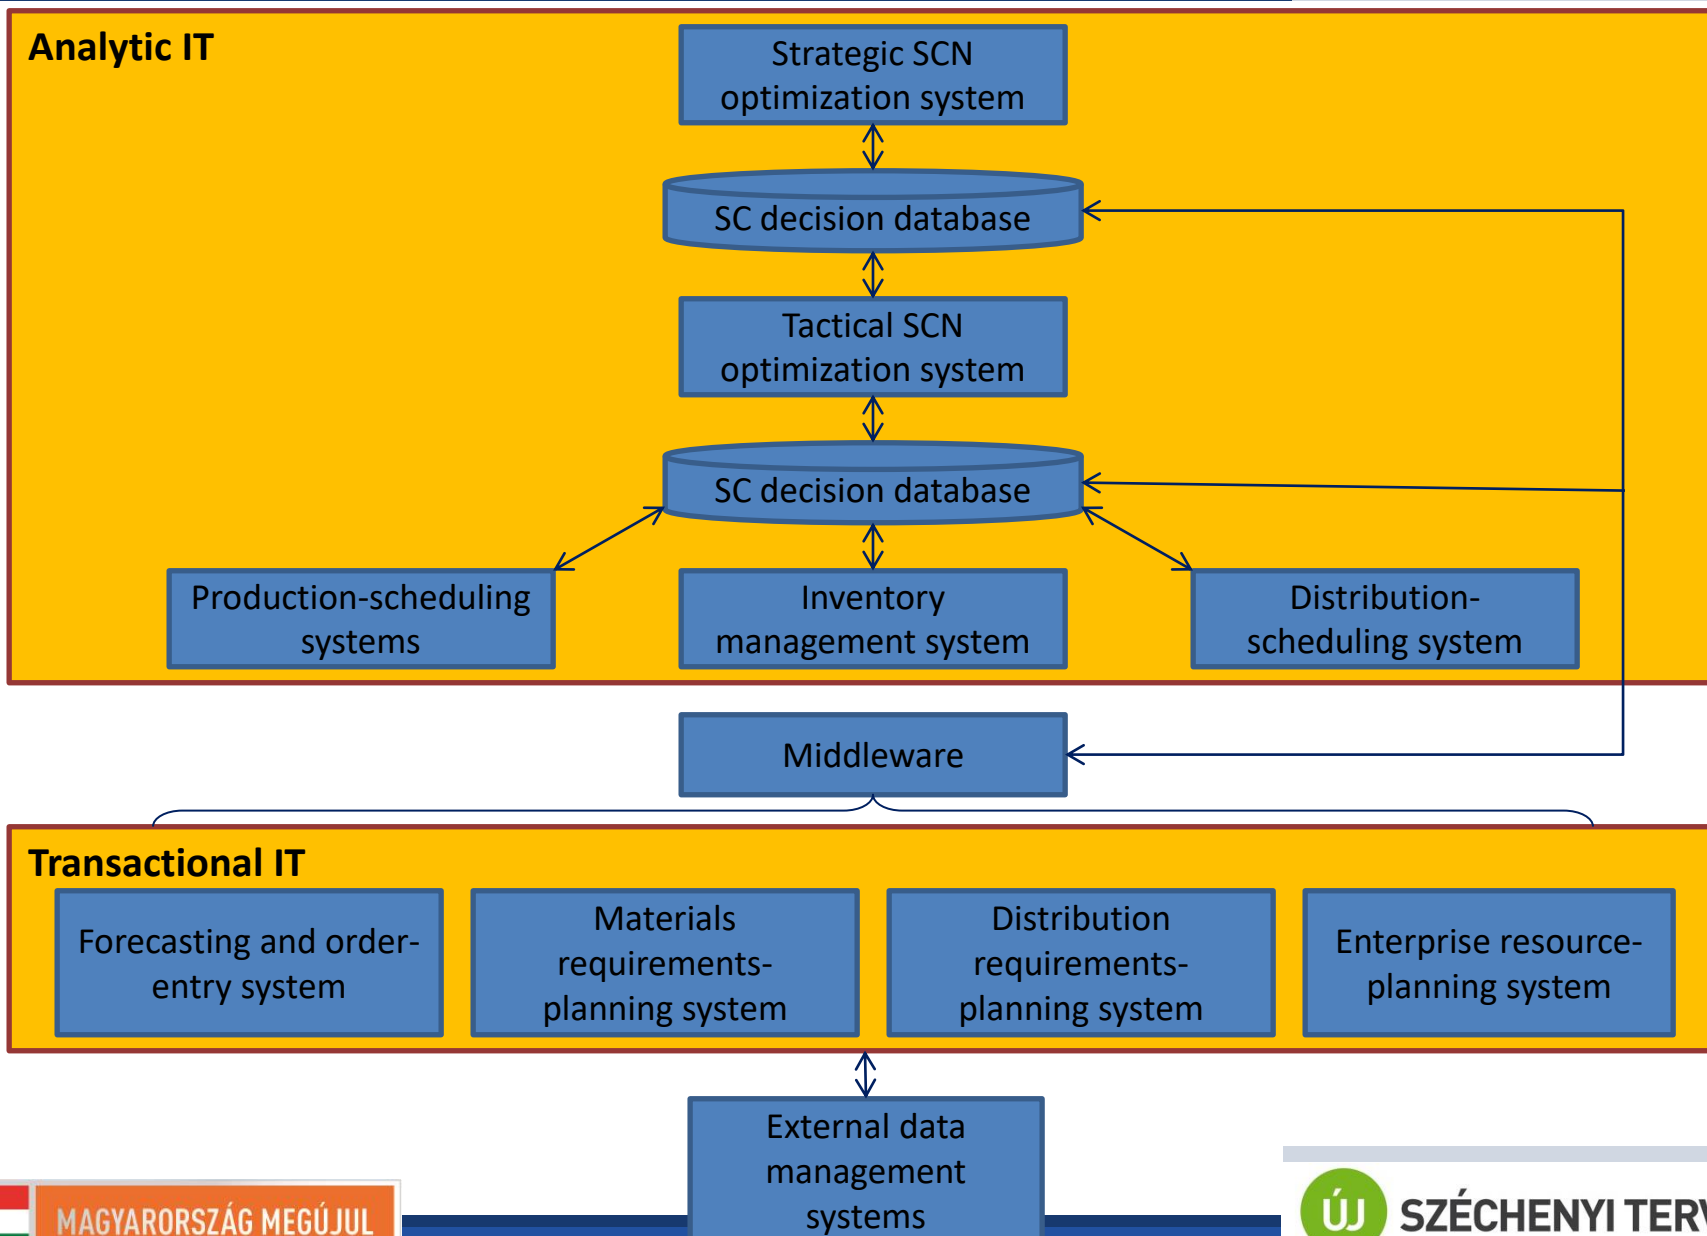 Analytic IT
Strategic SCN
optimization system
SC decision database
Tactical SCN
optimization system
SC decision database
Production-scheduling
systems
Inventory
management system
Distribution-
scheduling system
Middleware
Transactional IT
Forecasting and order-
entry system
Materials
requirements-
planning system
Distribution
requirements-
planning system
Enterprise resource-
planning system
External data
management
systems
MAGYARORSZÁG MEGÚJUL
ÚJ SZÉCHENYI TERV